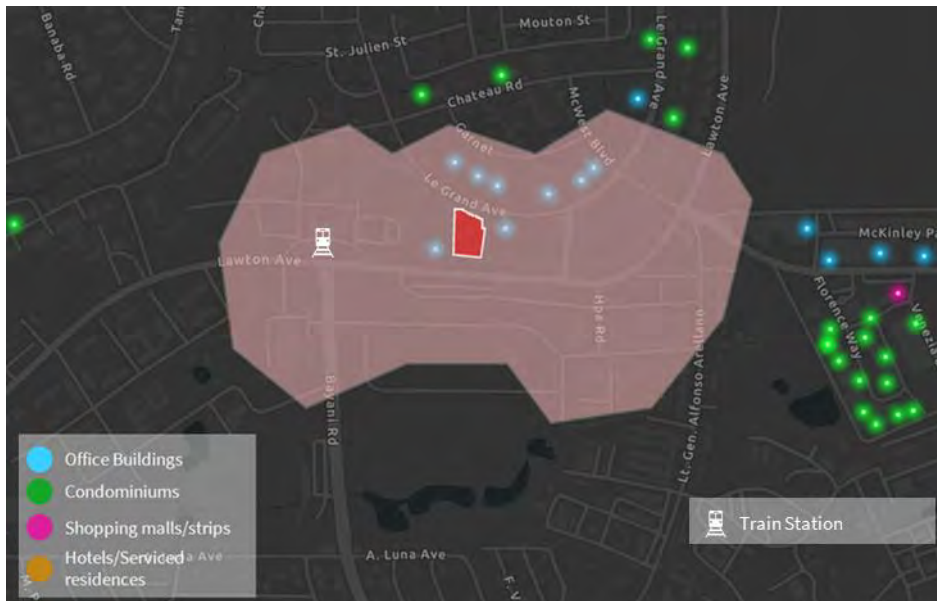 Mouton St
St. Julien St
Banaba Rd
Le Grand Ave
Chateau Rd
McWest Blvd
Lawton Ave
Garnet
Le Grand Ave
McKinley Pa
Lawton Ave
Florence Way
Venezia
Hpa Rd
Lt. Gen. Alfonso Arellano
Bayani Rd
Office Buildings
Condominiums
Shopping malls/strips
Hotels/Serviced
residences
Train Station
A. Luna Ave